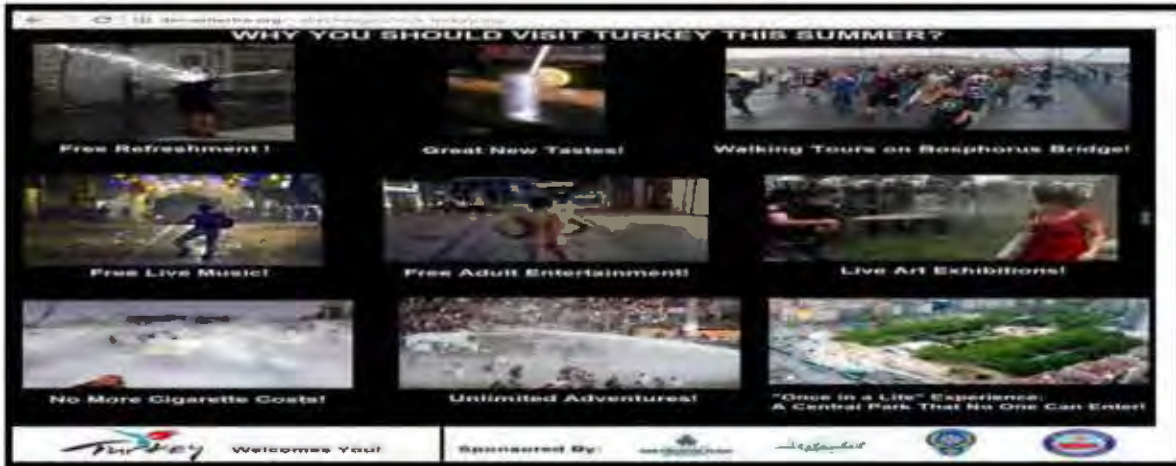 WHY YOU SHOULD VISIT TURKEY THIS SUMMER?
Free Refreshment !
Great New Tastes!
Walking Tours on Bosphorus Bridge!
Free Live Music!
Free Adult Entertainment!
Live Art Exhibitions!
No More Cigarette Costs!
Unlimited Adventures!
"Once in a Life" Experience:
A Central Park That No One Can Enter!
Turkey Welcomes You!
Sponsored By: